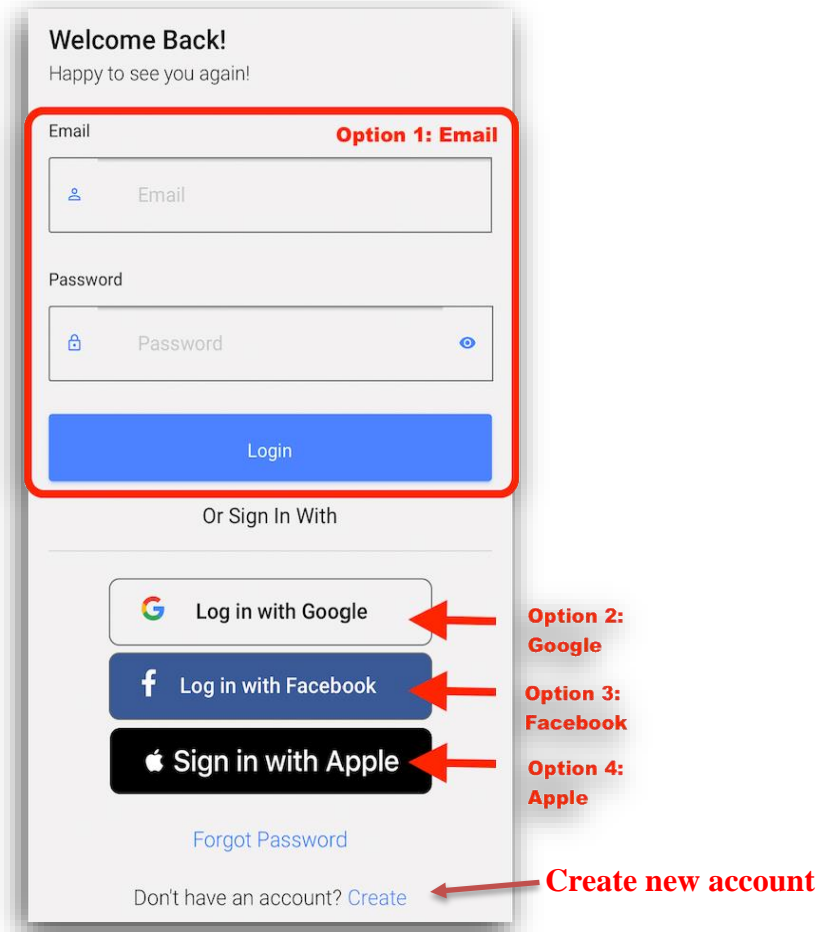 Welcome Back!
Happy to see you again!
Email
Option 1: Email
Email
Password
Password
Login
Or Sign In With
Log in with Google
Option 2:
Google
Log in with Facebook
Option 3:
Facebook
Sign in with Apple
Option 4:
Apple
Forgot Password
Don't have an account? Create
Create new account